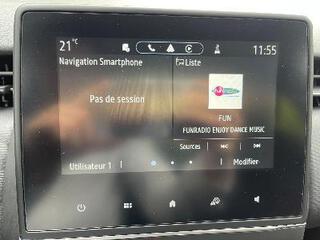 21°C
11:55
Navigation Smartphone
Liste
Pas de session
FUN
FUNRADIO ENJOY DANCE MUSIC
Sources
Utilisateur 1
Modifier